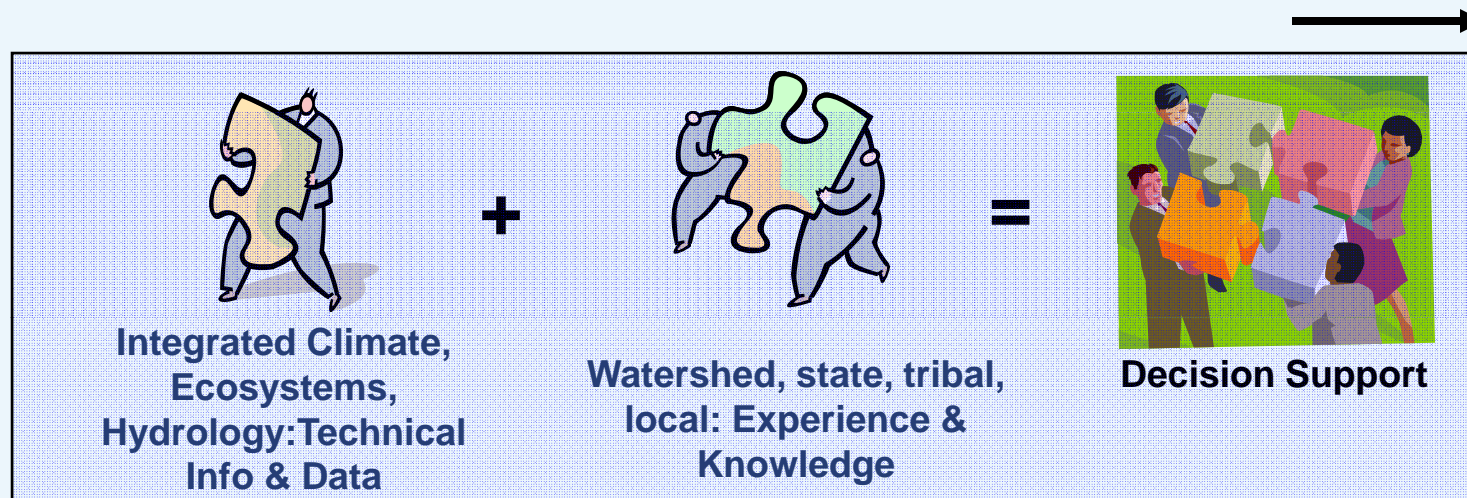 +
=
Integrated Climate,
Ecosystems,
Hydrology:Technical
Info & Data
Watershed, state, tribal,
local: Experience &
Knowledge
Decision Support